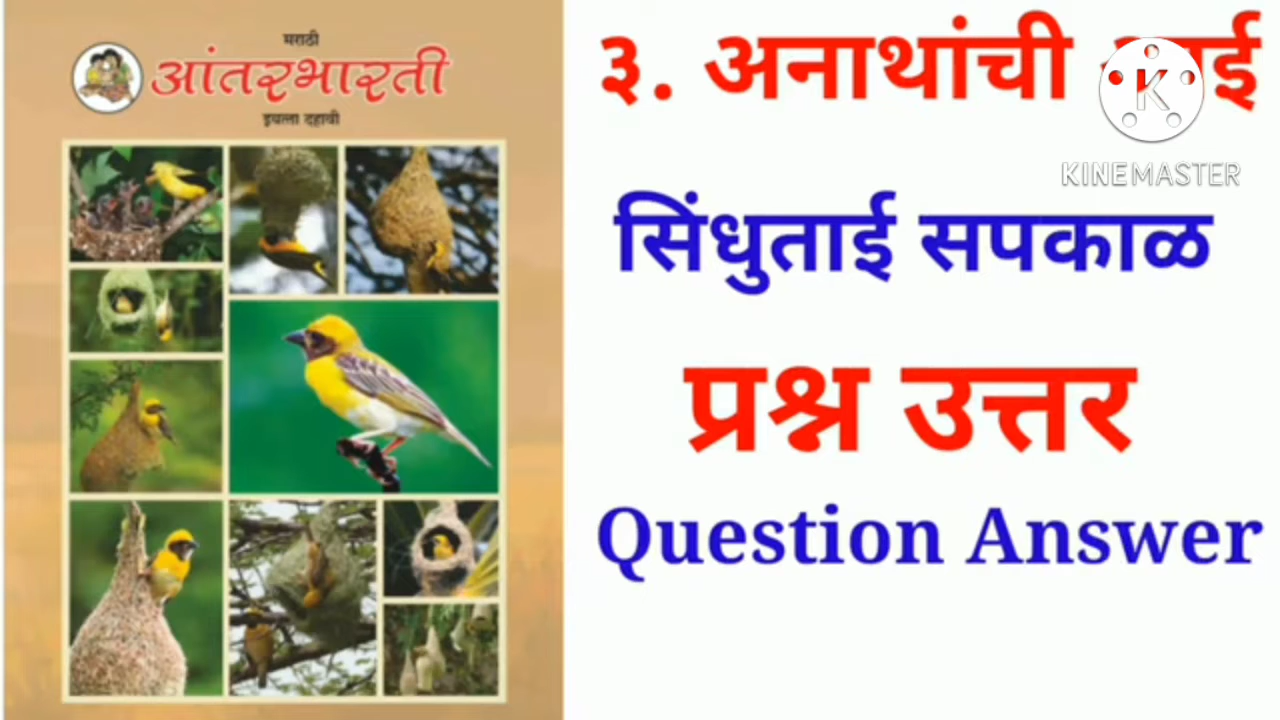 मराठी
आंतरभारती
इयत्ता दहावी
३. अनाथांची
K
KINEMASTER
सिंधुताई सपकाळ
प्रश्न उत्तर
Question Answer